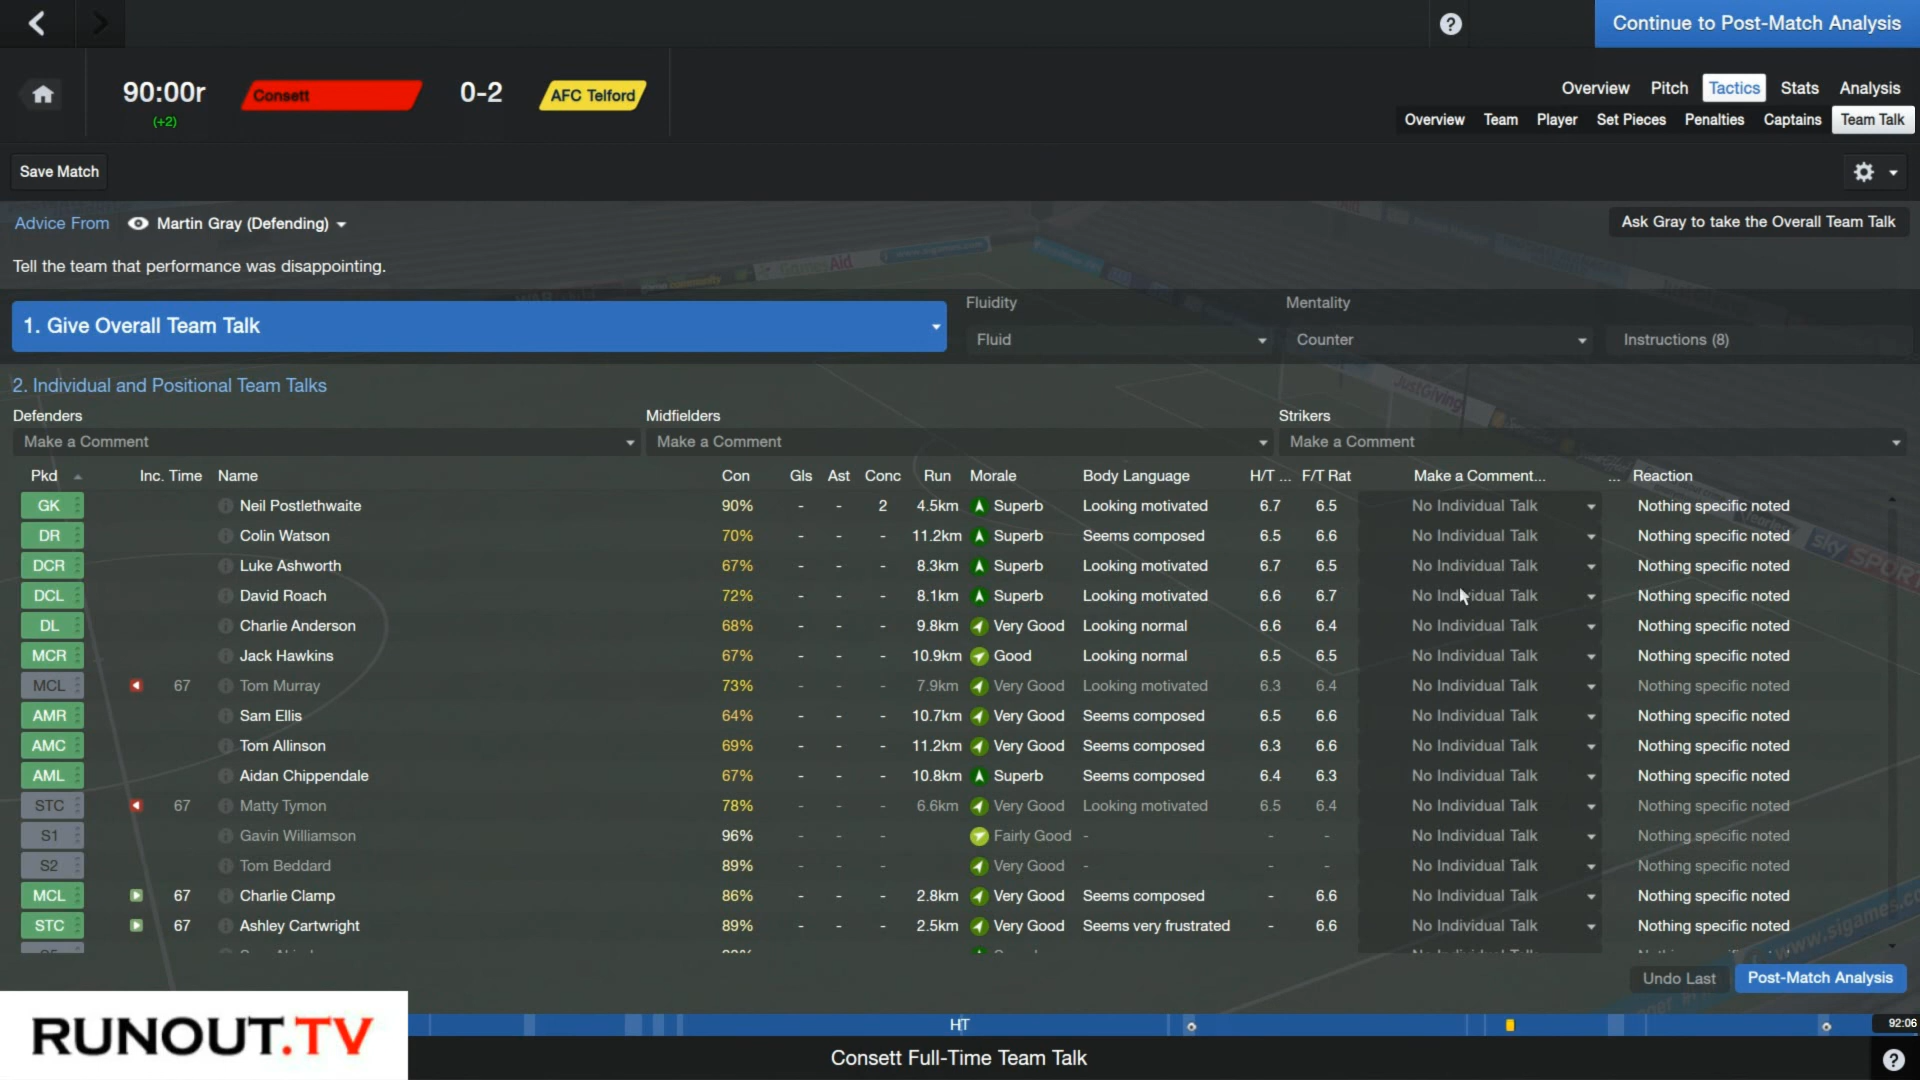 Continue to Post-Match Analysis
90:00r Consett 0-2 AFC Telford
(+2)
Overview Pitch Tactics Stats Analysis
Overview Team Player Set Pieces Penalties Captains Team Talk
Save Match
Advice From Martin Gray (Defending)
Ask Gray to take the Overall Team Talk
Tell the team that performance was disappointing.
Fluidity Mentality
1. Give Overall Team Talk
Fluid Counter Instructions (8)
2. Individual and Positional Team Talks
Defenders Midfielders Strikers
Make a Comment Make a Comment Make a Comment
Pkd Inc. Time Name Con Gls Ast Conc Run Morale Body Language H/T ... F/T Rat Make a Comment... ... Reaction
GK Neil Postlethwaite 90% - - 2 4.5km Superb Looking motivated 6.7 6.5 No Individual Talk Nothing specific noted
DR Colin Watson 70% - - - 11.2km Superb Seems composed 6.5 6.6 No Individual Talk Nothing specific noted
DCR Luke Ashworth 67% - - - 8.3km Superb Looking motivated 6.7 6.5 No Individual Talk Nothing specific noted
DCL David Roach 72% - - - 8.1km Superb Looking motivated 6.6 6.7 No Individual Talk Nothing specific noted
DL Charlie Anderson 68% - - - 9.8km Very Good Looking normal 6.6 6.4 No Individual Talk Nothing specific noted
MCR Jack Hawkins 67% - - - 10.9km Good Looking normal 6.5 6.5 No Individual Talk Nothing specific noted
MCL 67 Tom Murray 73% - - - 7.9km Very Good Looking motivated 6.3 6.4 No Individual Talk Nothing specific noted
AMR Sam Ellis 64% - - - 10.7km Very Good Seems composed 6.5 6.6 No Individual Talk Nothing specific noted
AMC Tom Allinson 69% - - - 11.2km Very Good Seems composed 6.3 6.6 No Individual Talk Nothing specific noted
AML Aidan Chippendale 67% - - - 10.8km Superb Seems composed 6.4 6.3 No Individual Talk Nothing specific noted
STC 67 Matty Tymon 78% - - - 6.6km Very Good Looking motivated 6.5 6.4 No Individual Talk Nothing specific noted
S1 Gavin Williamson 96% - - - Fairly Good - - - No Individual Talk Nothing specific noted
S2 Tom Beddard 89% - - - Very Good - - - No Individual Talk Nothing specific noted
MCL 67 Charlie Clamp 86% - - - 2.8km Very Good Seems composed - 6.6 No Individual Talk Nothing specific noted
STC 67 Ashley Cartwright 89% - - - 2.5km Very Good Seems very frustrated - 6.6 No Individual Talk Nothing specific noted
Undo Last Post-Match Analysis
RUNOUT.TV
HT 92:06
Consett Full-Time Team Talk